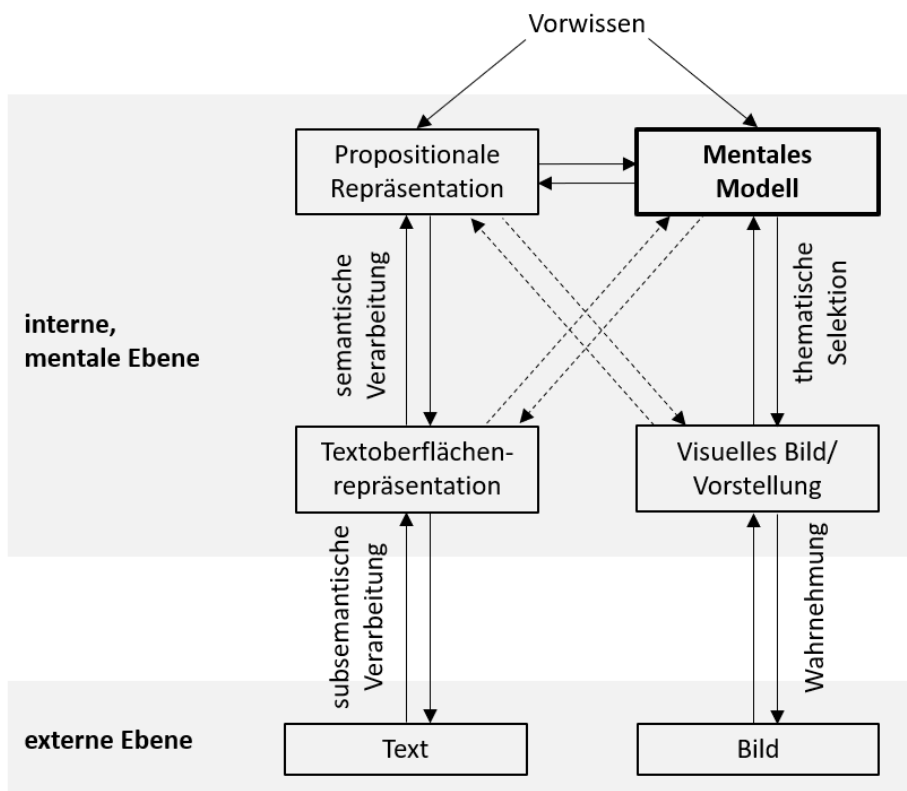 Vorwissen
Propositionale
Repräsentation
Mentales
Modell
semantische
Verarbeitung
thematische
Selektion
interne,
mentale Ebene
Textoberflächen-
repräsentation
Visuelles Bild/
Vorstellung
subsemantische
Verarbeitung
Wahrnehmung
externe Ebene
Text
Bild